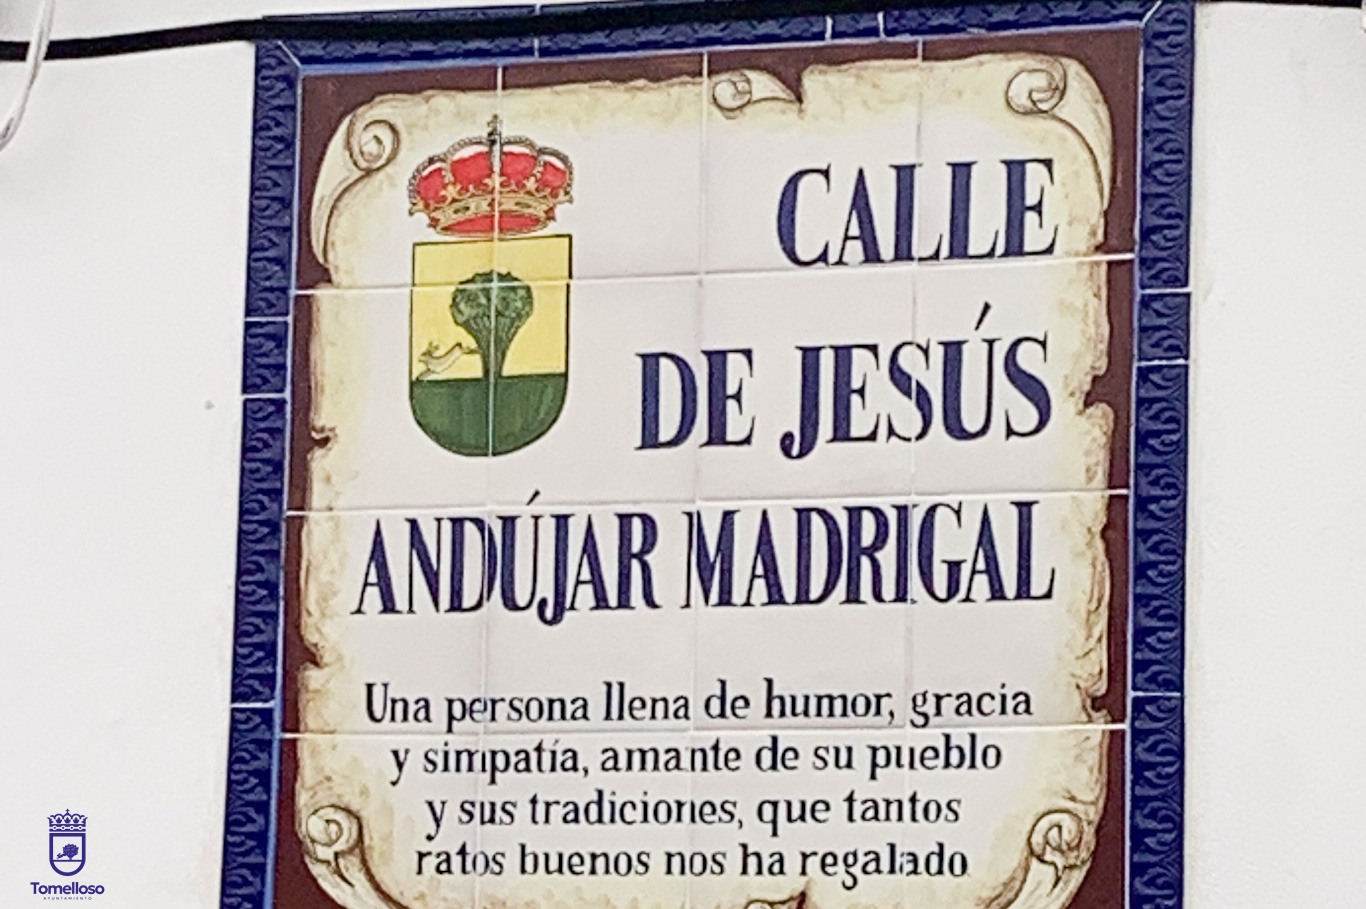 CALLE
DE JESÚS
ANDÚJAR MADRIGAL
Una persona llena de humor, gracia
y simpatía, amante de su pueblo
y sus tradiciones, que tantos
ratos buenos nos ha regalado
Tomelloso
AYUNTAMIENTO